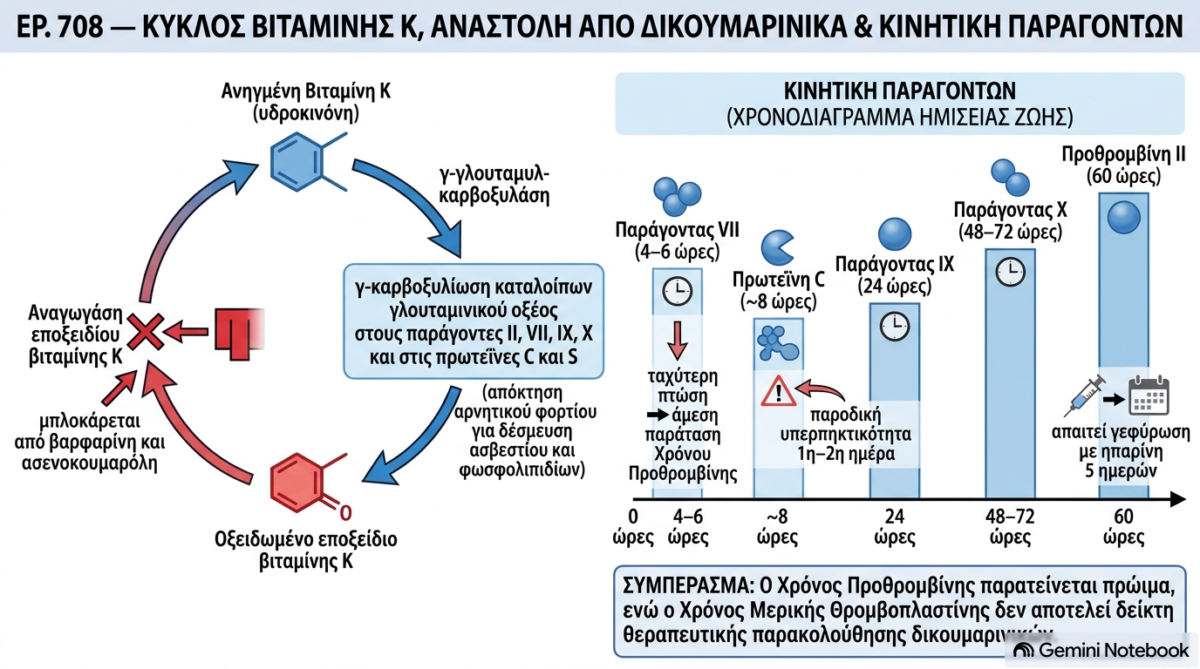 ΕΡ. 708 — ΚΥΚΛΟΣ ΒΙΤΑΜΙΝΗΣ Κ, ΑΝΑΣΤΟΛΗ ΑΠΟ ΔΙΚΟΥΜΑΡΙΝΙΚΑ & ΚΙΝΗΤΙΚΗ ΠΑΡΑΓΟΝΤΩΝ
Ανηγμένη Βιταμίνη Κ
(υδροκινόνη)
γ-γλουταμυλ-
καρβοξυλάση
γ-καρβοξυλίωση καταλοίπων
γλουταμινικού οξέος
στους παράγοντες II, VII, IX, X
και στις πρωτεΐνες C και S
(απόκτηση
αρνητικού φορτίου
για δέσμευση
ασβεστίου και
φωσφολιπιδίων)
O
Οξειδωμένο εποξείδιο
βιταμίνης Κ
Αναγωγάση
εποξειδίου
βιταμίνης Κ
μπλοκάρεται
από βαρφαρίνη και
ασενοκουμαρόλη
ΚΙΝΗΤΙΚΗ ΠΑΡΑΓΟΝΤΩΝ
(ΧΡΟΝΟΔΙΑΓΡΑΜΜΑ ΗΜΙΣΕΙΑΣ ΖΩΗΣ)
Παράγοντας VII
(4–6 ώρες)
ταχύτερη
πτώση
άμεση
παράταση
Χρόνου
Προθρομβίνης
Πρωτεΐνη C
(~8 ώρες)
παροδική
υπερπηκτικότητα
1η–2η ημέρα
Παράγοντας IX
(24 ώρες)
Παράγοντας X
(48–72 ώρες)
Προθρομβίνη II
(60 ώρες)
απαιτεί γεφύρωση
με ηπαρίνη
5 ημερών
0
ώρες
4–6
ώρες
~8
ώρες
24
ώρες
48–72
ώρες
60
ώρες
ΣΥΜΠΕΡΑΣΜΑ: Ο Χρόνος Προθρομβίνης παρατείνεται πρώιμα,
ενώ ο Χρόνος Μερικής Θρομβοπλαστίνης δεν αποτελεί δείκτη
θεραπευτικής παρακολούθησης δικουμαρινικών.
Gemini Notebook